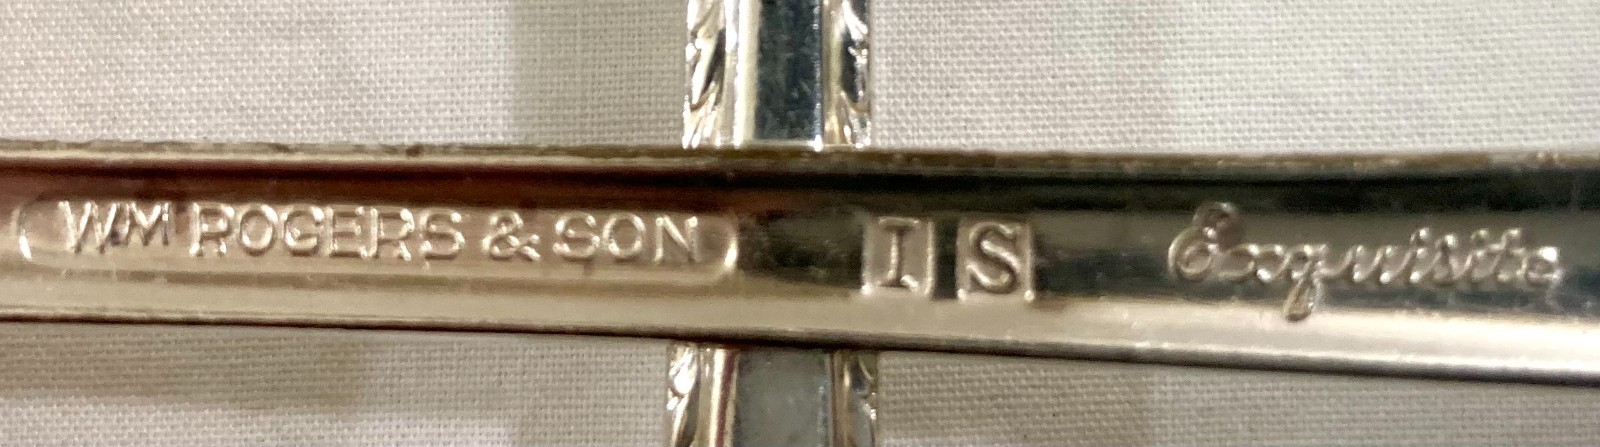 WM ROGERS & SON I S Exquisite